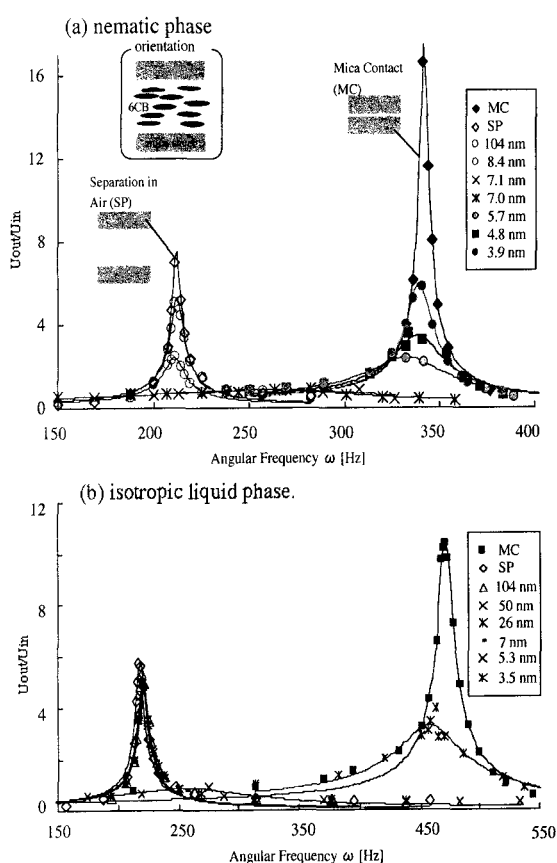 (a) nematic phase
orientation
6CB
Separation in
Air (SP)
Mica Contact
(MC)
MC
SP
104 nm
8.4 nm
7.1 nm
7.0 nm
5.7 nm
4.8 nm
3.9 nm
Uout/Uin
16
12
8
4
0
150
200
250
300
350
400
Angular Frequency ω [Hz]
(b) isotropic liquid phase.
MC
SP
104 nm
50 nm
26 nm
7 nm
5.3 nm
3.5 nm
Uout/Uin
12
8
4
0
150
250
350
450
550
Angular Frequency ω [Hz]